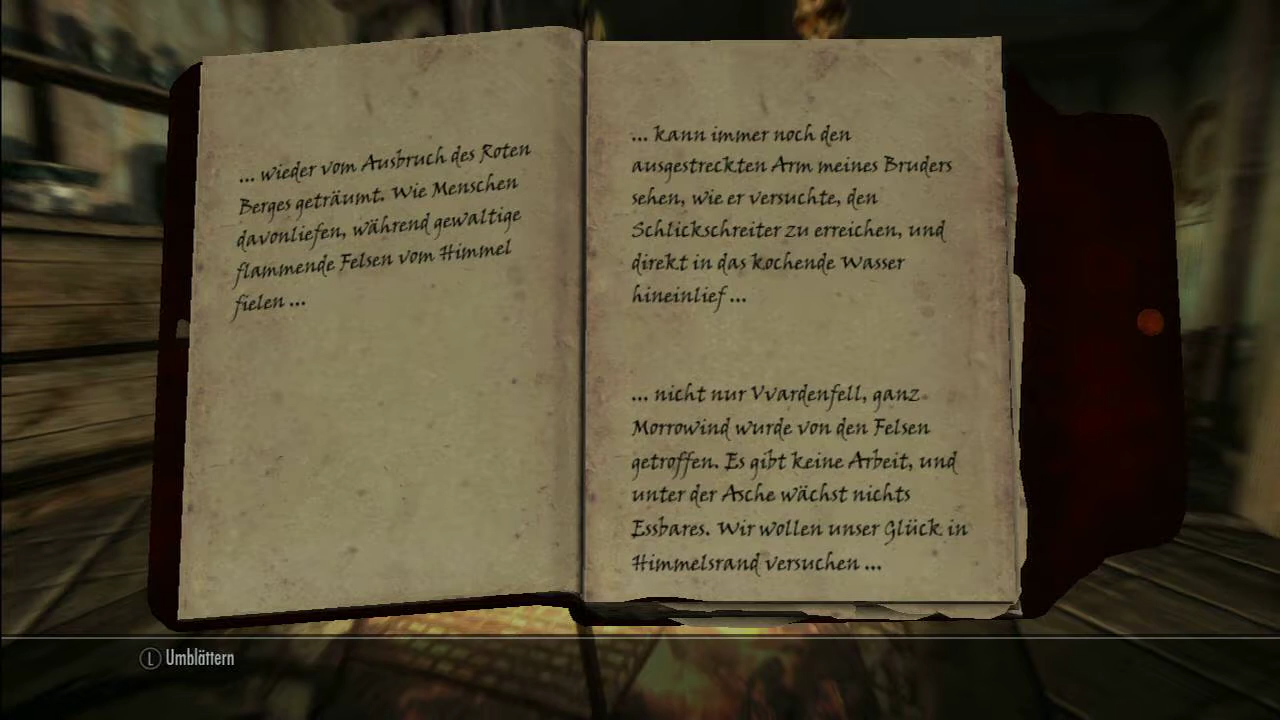 ... wieder vom Ausbruch des Roten
Berges geträumt. Wie Menschen
davonliefen, während gewaltige
flammende Felsen vom Himmel
fielen ...
... kann immer noch den
ausgestreckten Arm meines Bruders
sehen, wie er versuchte, den
Schlickschreiter zu erreichen, und
direkt in das kochende Wasser
hineinlief ...
... nicht nur Vvardenfell, ganz
Morrowind wurde von den Felsen
getroffen. Es gibt keine Arbeit, und
unter der Asche wächst nichts
Essbares. Wir wollen unser Glück in
Himmelsrand versuchen ...
L Umblättern